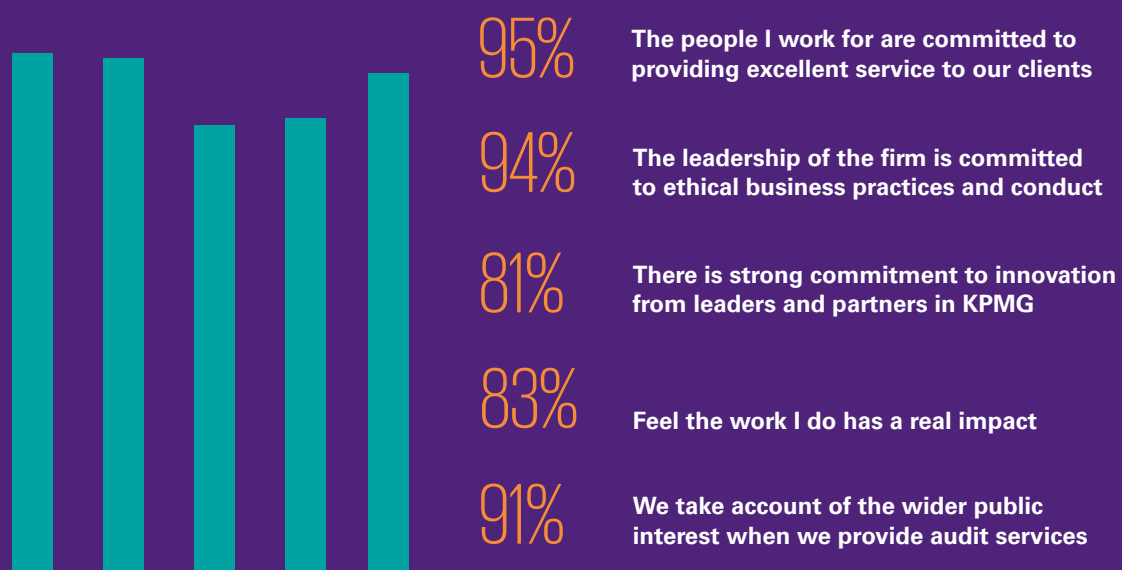 95%
The people I work for are committed to
providing excellent service to our clients
94%
The leadership of the firm is committed
to ethical business practices and conduct
81%
There is strong commitment to innovation
from leaders and partners in KPMG
83%
Feel the work I do has a real impact
91%
We take account of the wider public
interest when we provide audit services